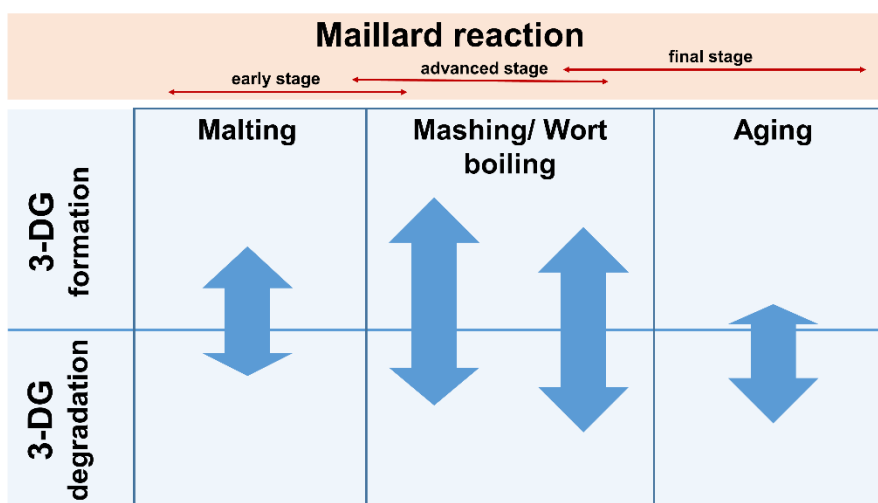 Maillard reaction
early stage
advanced stage
final stage
Malting
Mashing/ Wort
boiling
Aging
3-DG
formation
3-DG
degradation